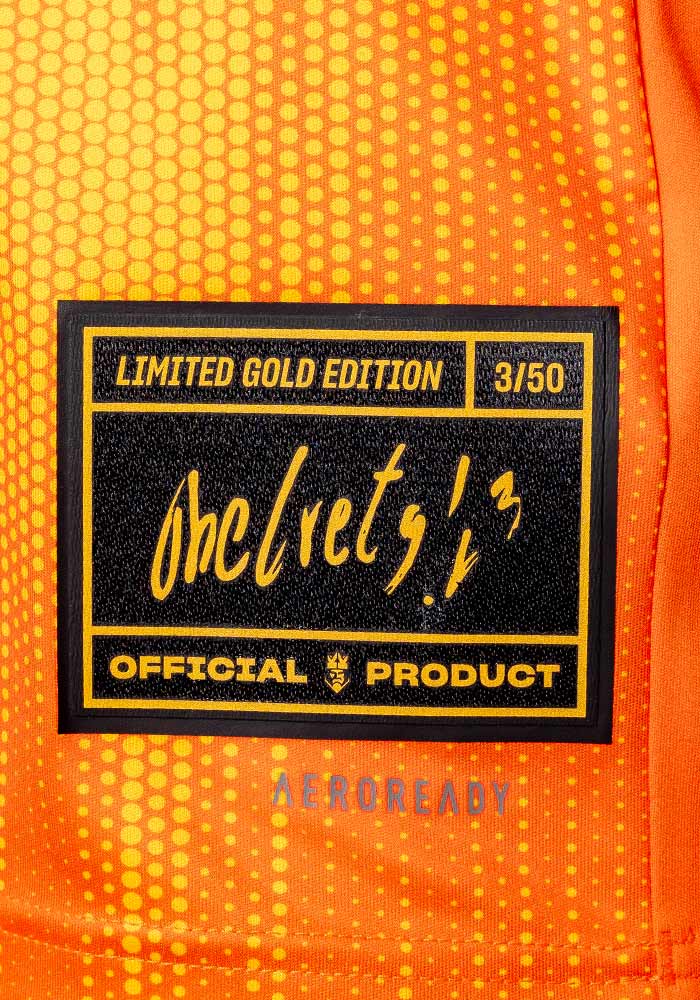 LIMITED GOLD EDITION 3/50
OFFICIAL PRODUCT
AEROREADY